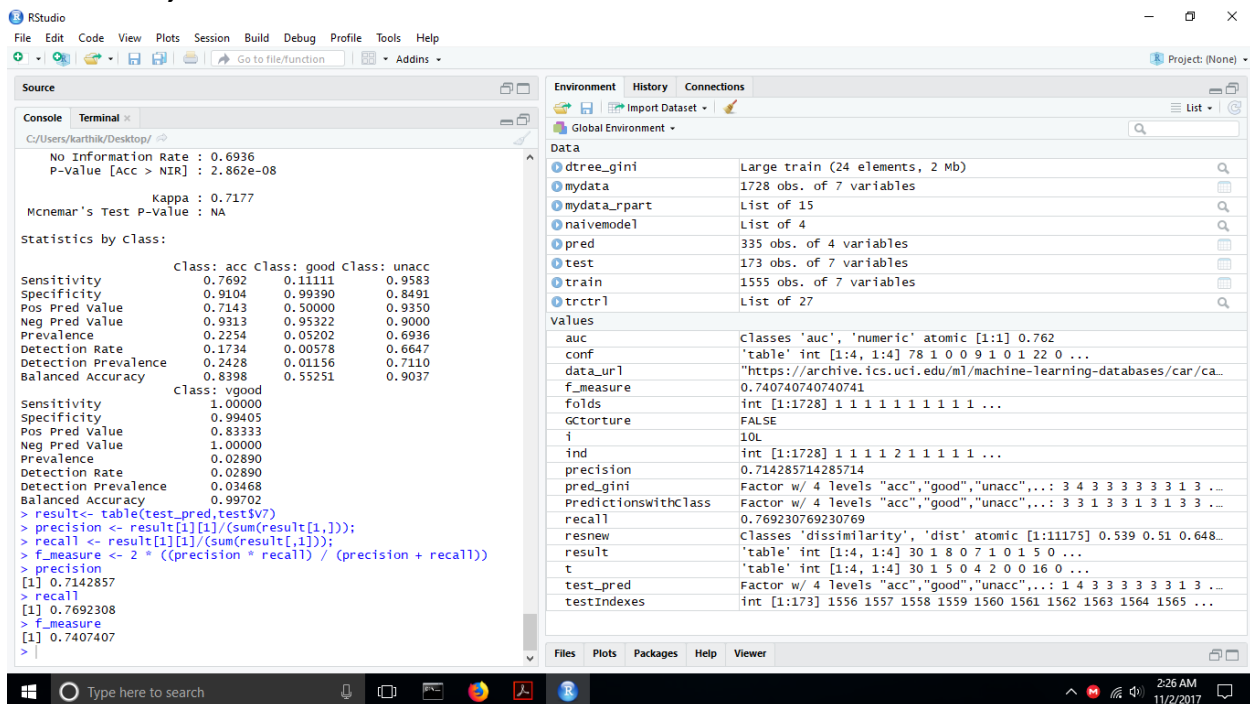 RStudio
File Edit Code View Plots Session Build Debug Profile Tools Help
Go to file/function Addins Project: (None)
Source
Console Terminal
C:/Users/karthik/Desktop/
No Information Rate : 0.6936
P-Value [Acc > NIR] : 2.862e-08
Kappa : 0.7177
Mcnemar's Test P-Value : NA
Statistics by Class:
Class: acc Class: good Class: unacc
Sensitivity 0.7692 0.11111 0.9583
Specificity 0.9104 0.99390 0.8491
Pos Pred Value 0.7143 0.50000 0.9350
Neg Pred Value 0.9313 0.95322 0.9000
Prevalence 0.2254 0.05202 0.6936
Detection Rate 0.1734 0.00578 0.6647
Detection Prevalence 0.2428 0.01156 0.7110
Balanced Accuracy 0.8398 0.55251 0.9037
Class: vgood
Sensitivity 1.00000
Specificity 0.99405
Pos Pred Value 0.83333
Neg Pred Value 1.00000
Prevalence 0.02890
Detection Rate 0.02890
Detection Prevalence 0.03468
Balanced Accuracy 0.99702
> result<- table(test_pred,test$V7)
> precision <- result[1][1]/(sum(result[1,]));
> recall <- result[1][1]/(sum(result[,1]));
> f_measure <- 2 * ((precision * recall) / (precision + recall))
> precision
[1] 0.7142857
> recall
[1] 0.7692308
> f_measure
[1] 0.7407407
>
Environment History Connections
Import Dataset List
Global Environment
Data
dtree_gini Large train (24 elements, 2 Mb)
mydata 1728 obs. of 7 variables
mydata_rpart List of 15
naivemodel List of 4
pred 335 obs. of 4 variables
test 173 obs. of 7 variables
train 1555 obs. of 7 variables
trctrl List of 27
Values
auc Classes 'auc', 'numeric' atomic [1:1] 0.762
conf 'table' int [1:4, 1:4] 78 1 0 0 9 1 0 1 22 0 ...
data_url "https://archive.ics.uci.edu/ml/machine-learning-databases/car/ca…
f_measure 0.740740740740741
folds int [1:1728] 1 1 1 1 1 1 1 1 1 1 ...
GCtorture FALSE
i 10L
ind int [1:1728] 1 1 1 1 2 1 1 1 1 1 ...
precision 0.714285714285714
pred_gini Factor w/ 4 levels "acc","good","unacc",..: 3 4 3 3 3 3 3 3 1 3 .…
PredictionsWithClass Factor w/ 4 levels "acc","good","unacc",..: 3 3 1 3 3 1 3 1 3 3 .…
recall 0.769230769230769
resnew Classes 'dissimilarity', 'dist' atomic [1:11175] 0.539 0.51 0.648…
result 'table' int [1:4, 1:4] 30 1 8 0 7 1 0 1 5 0 ...
t 'table' int [1:4, 1:4] 30 1 5 0 4 2 0 0 16 0 ...
test_pred Factor w/ 4 levels "acc","good","unacc",..: 1 4 3 3 3 3 3 3 1 3 .…
testIndexes int [1:173] 1556 1557 1558 1559 1560 1561 1562 1563 1564 1565 ...
Files Plots Packages Help Viewer
Type here to search
2:26 AM
11/2/2017